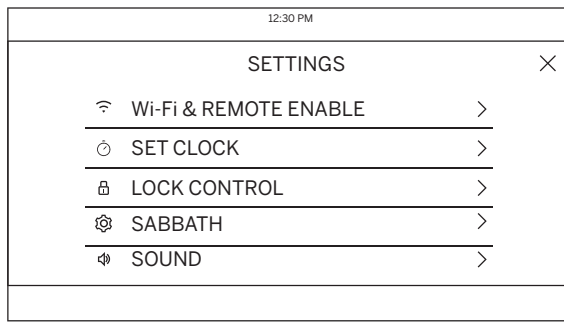 12:30 PM
SETTINGS
Wi-Fi & REMOTE ENABLE
SET CLOCK
LOCK CONTROL
SABBATH
SOUND